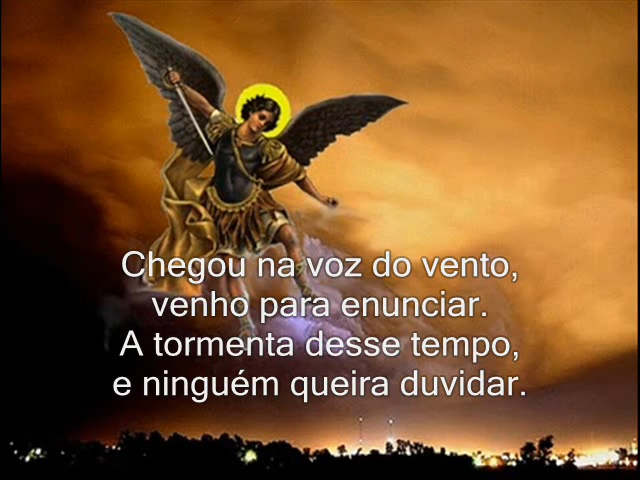 Chegou na voz do vento,
venho para enunciar.
A tormenta desse tempo,
e ninguém queira duvidar.